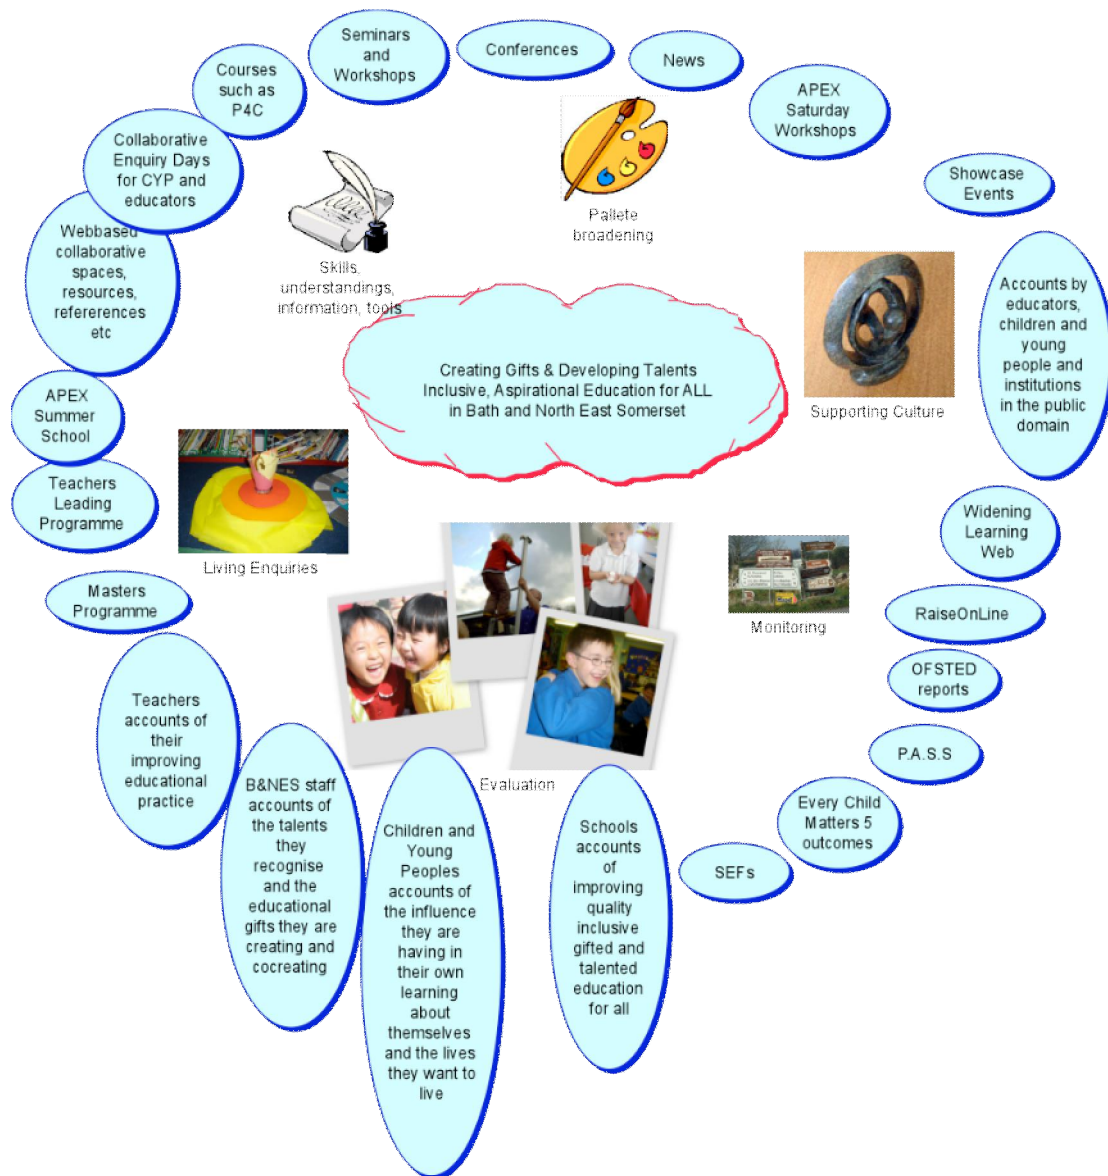 Seminars
and
Workshops
Conferences
News
APEX
Saturday
Workshops
Showcase
Events
Accounts by
educators,
children and
young
people and
institutions
in the public
domain
Widening
Learning
Web
RaiseOnLine
OFSTED
reports
P.A.S.S
Every Child
Matters 5
outcomes
SEFs
Schools
accounts
of
improving
quality
inclusive
gifted and
talented
education
for all
Children and
Young
Peoples
accounts of
the influence
they are
having in
their own
learning
about
themselves
and the lives
they want to
live
B&NES staff
accounts of
the talents
they
recognise
and the
educational
gifts they are
creating and
cocreating
Teachers
accounts of
their
improving
educational
practice
Masters
Programme
Teachers
Leading
Programme
APEX
Summer
School
Webbased
collaborative
spaces,
resources,
refererences
etc
Collaborative
Enquiry Days
for CYP and
educators
Courses
such as
P4C
Skills,
understandings,
information, tools
Pallete
broadening
Supporting Culture
Monitoring
Evaluation
Living Enquiries
Creating Gifts & Developing Talents
Inclusive, Aspirational Education for ALL
in Bath and North East Somerset